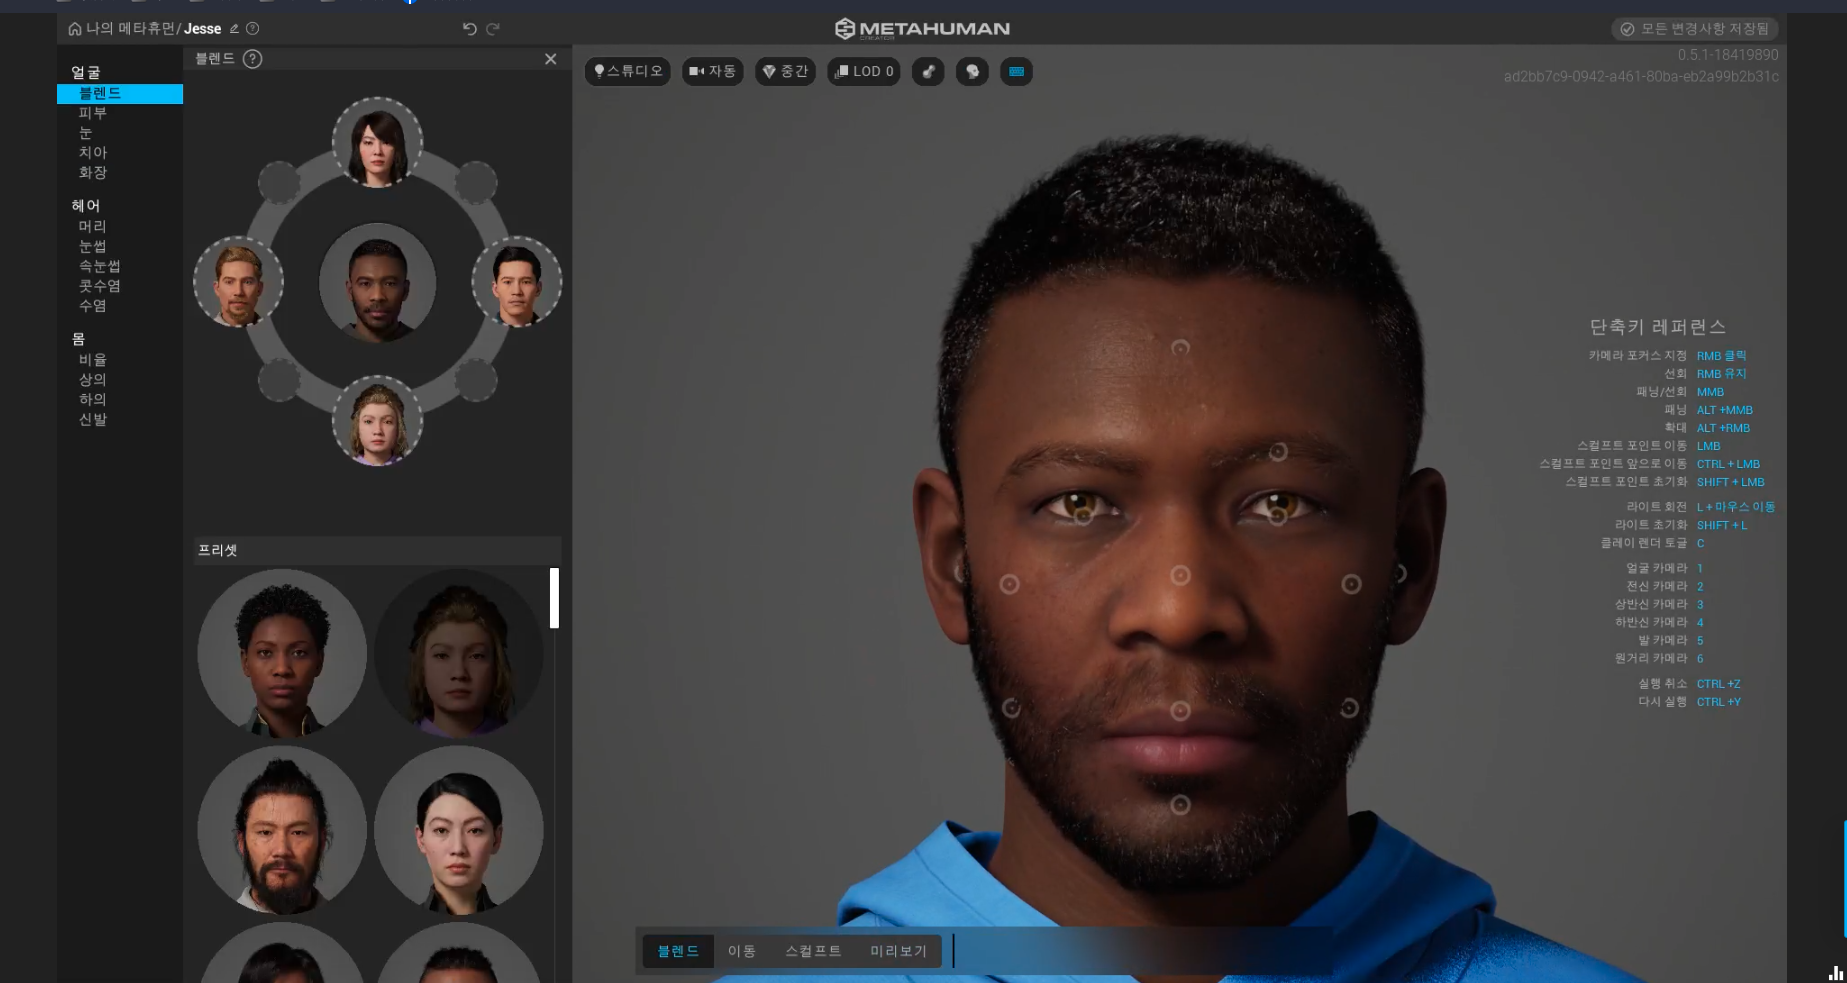 나의 메타휴먼/ Jesse
METAHUMAN
CREATOR
모든 변경사항 저장됨
0.5.1-18419890
ad2bb7c9-0942-a461-80ba-eb2a99b2b31c
얼굴
블렌드
피부
눈
치아
화장
헤어
머리
눈썹
속눈썹
콧수염
수염
몸
비율
상의
하의
신발
블렌드 ?
프리셋
스튜디오
자동
중간
LOD 0
단축키 레퍼런스
카메라 포커스 지정 RMB 클릭
선회 RMB 유지
패닝/선회 MMB
패닝 ALT +MMB
확대 ALT +RMB
스컬프트 포인트 이동 LMB
스컬프트 포인트 앞으로 이동 CTRL + LMB
스컬프트 포인트 초기화 SHIFT + LMB
라이트 회전 L + 마우스 이동
라이트 초기화 SHIFT + L
클레이 렌더 토글 C
얼굴 카메라 1
전신 카메라 2
상반신 카메라 3
하반신 카메라 4
발 카메라 5
원거리 카메라 6
실행 취소 CTRL +Z
다시 실행 CTRL +Y
블렌드 이동 스컬프트 미리보기